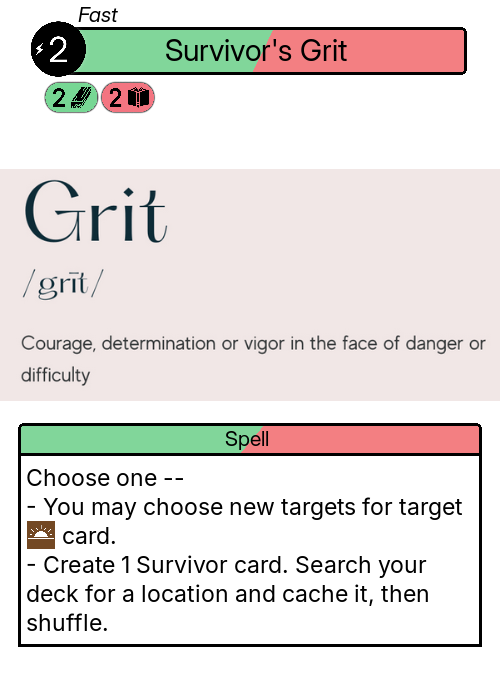 Fast
2 Survivor's Grit
2 2
Grit
/grīt/
Courage, determination or vigor in the face of danger or
difficulty
Spell
Choose one --
- You may choose new targets for target
card.
- Create 1 Survivor card. Search your
deck for a location and cache it, then
shuffle.